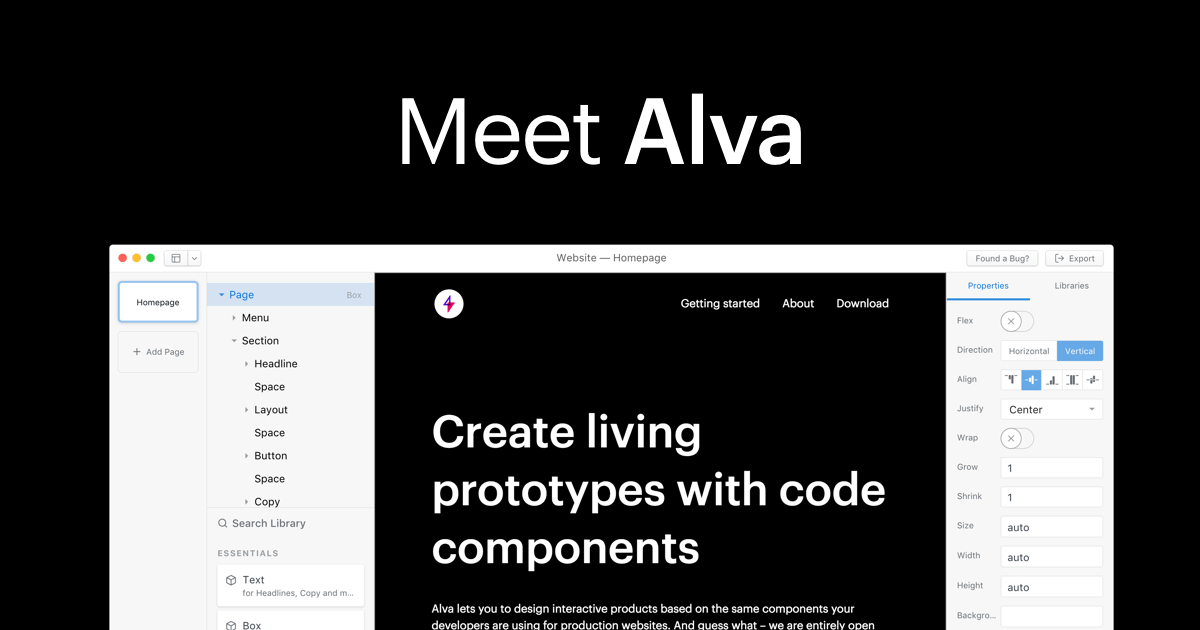 Meet Alva
Website — Homepage
Found a Bug?
Export
Homepage
Add Page
Page
Box
Menu
Section
Headline
Space
Layout
Space
Button
Space
Copy
Search Library
ESSENTIALS
Text
for Headlines, Copy and m...
Box
Getting started
About
Download
Create living
prototypes with code
components
Alva lets you to design interactive products based on the same components your
developers are using for production websites. And guess what – we are entirely open
Properties
Libraries
Flex
Direction
Horizontal
Vertical
Align
Justify
Center
Wrap
Grow
1
Shrink
1
Size
auto
Width
auto
Height
auto
Backgro...